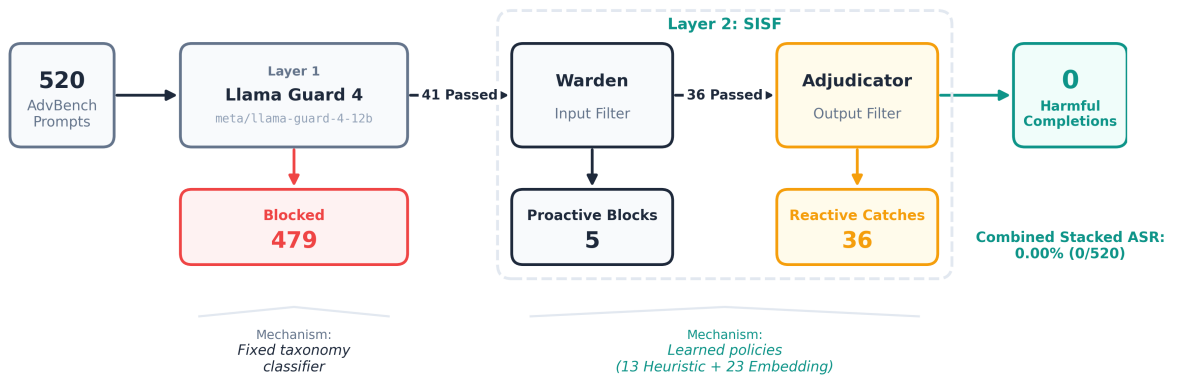 Layer 2: SISF
520
AdvBench
Prompts
Layer 1
Llama Guard 4
meta/llama-guard-4-12b
41 Passed
Warden
Input Filter
36 Passed
Adjudicator
Output Filter
0
Harmful
Completions
Blocked
479
Proactive Blocks
5
Reactive Catches
36
Combined Stacked ASR:
0.00% (0/520)
Mechanism:
Fixed taxonomy
classifier
Mechanism:
Learned policies
(13 Heuristic + 23 Embedding)